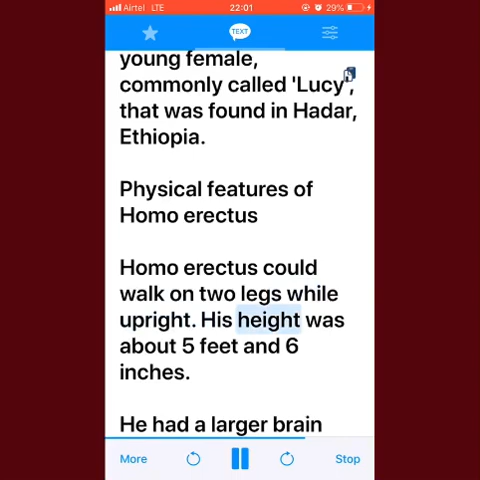 Airtel LTE 22:01 29%
TEXT
young female,
commonly called 'Lucy',
that was found in Hadar,
Ethiopia.
Physical features of
Homo erectus
Homo erectus could
walk on two legs while
upright. His height was
about 5 feet and 6
inches.
He had a larger brain
More Stop